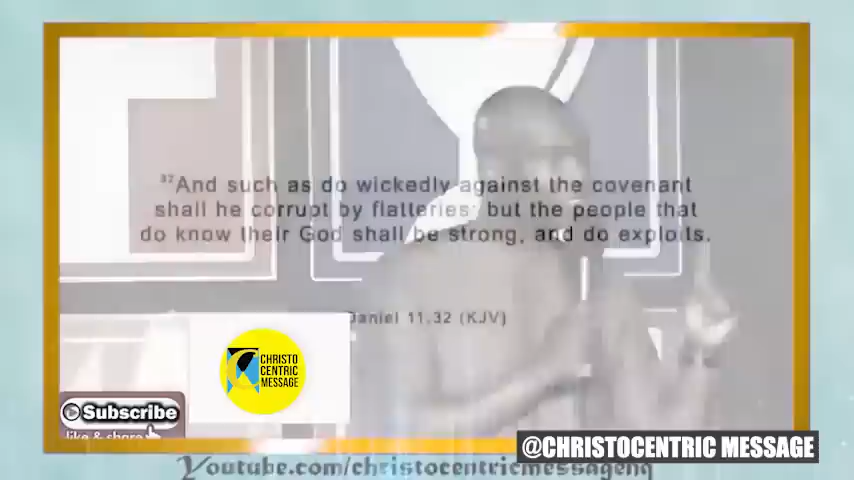 ³²And such as do wickedly against the covenant
shall he corrupt by flatteries: but the people that
do know their God shall be strong, and do exploits.
Daniel 11.32 (KJV)
CHRISTO
CENTRIC
MESSAGE
Subscribe
like & share
@CHRISTOCENTRIC MESSAGE
Youtube.com/christocentricmessageng